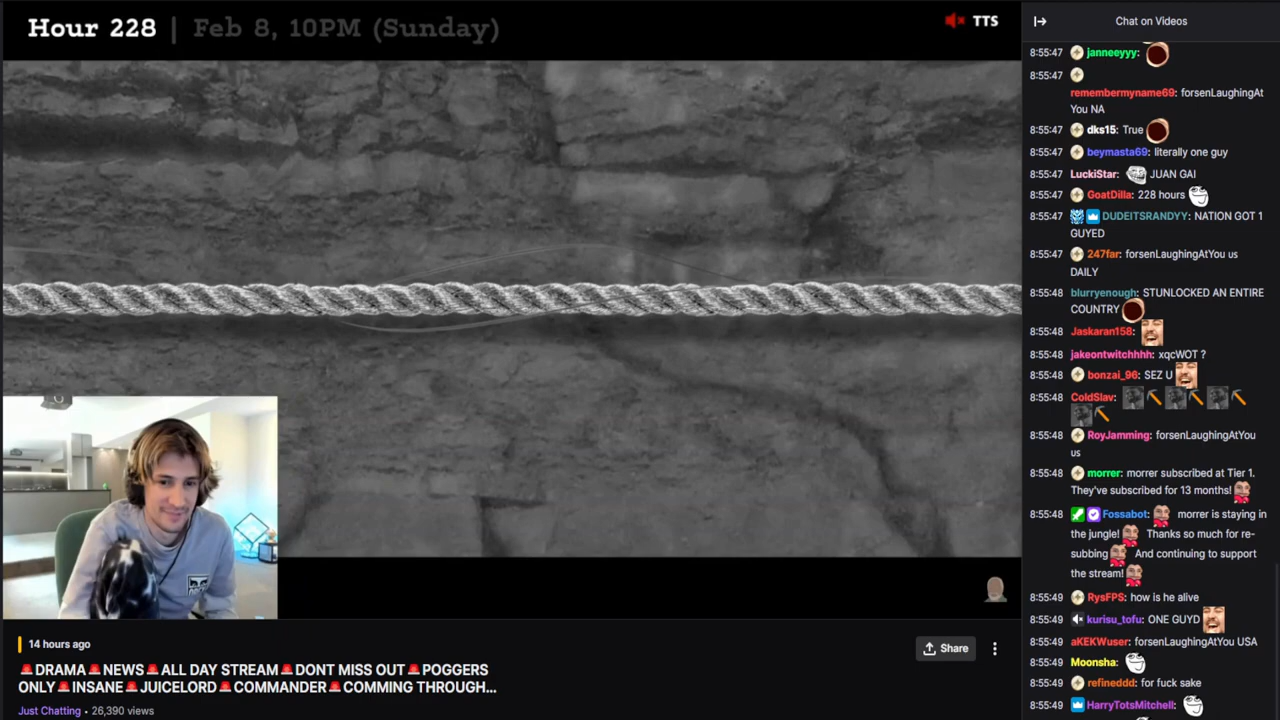 Hour 228 | Feb 8, 10PM (Sunday)
TTS
14 hours ago
Share
🚨DRAMA🚨NEWS🚨ALL DAY STREAM🚨DONT MISS OUT🚨POGGERS
ONLY🚨INSANE🚨JUICELORD🚨COMMANDER🚨COMMING THROUGH...
Just Chatting • 26,390 views
Chat on Videos
8:55:47 janneeyyy:
8:55:47
remembermyname69: forsenLaughingAt
You NA
8:55:47 dks15: True
8:55:47 beymasta69: literally one guy
8:55:47 LuckiStar: JUAN GAI
8:55:47 GoatDilla: 228 hours
8:55:47 DUDEITSRANDYY: NATION GOT 1
GUYED
8:55:47 247far: forsenLaughingAtYou us
DAILY
8:55:48 blurryenough: STUNLOCKED AN ENTIRE
COUNTRY
8:55:48 Jaskaran158:
8:55:48 jakeontwitchhhh: xqcWOT ?
8:55:48 bonzai_96: SEZ U
8:55:48 ColdSlav:
8:55:48 RoyJamming: forsenLaughingAtYou
us
8:55:48 morrer: morrer subscribed at Tier 1.
They've subscribed for 13 months!
8:55:48 Fossabot: morrer is staying in
the jungle! Thanks so much for re-
subbing And continuing to support
the stream!
8:55:49 RysFPS: how is he alive
8:55:49 kurisu_tofu: ONE GUYD
8:55:49 aKEKWuser: forsenLaughingAtYou USA
8:55:49 Moonsha:
8:55:49 refineddd: for fuck sake
8:55:49 HarryTotsMitchell: